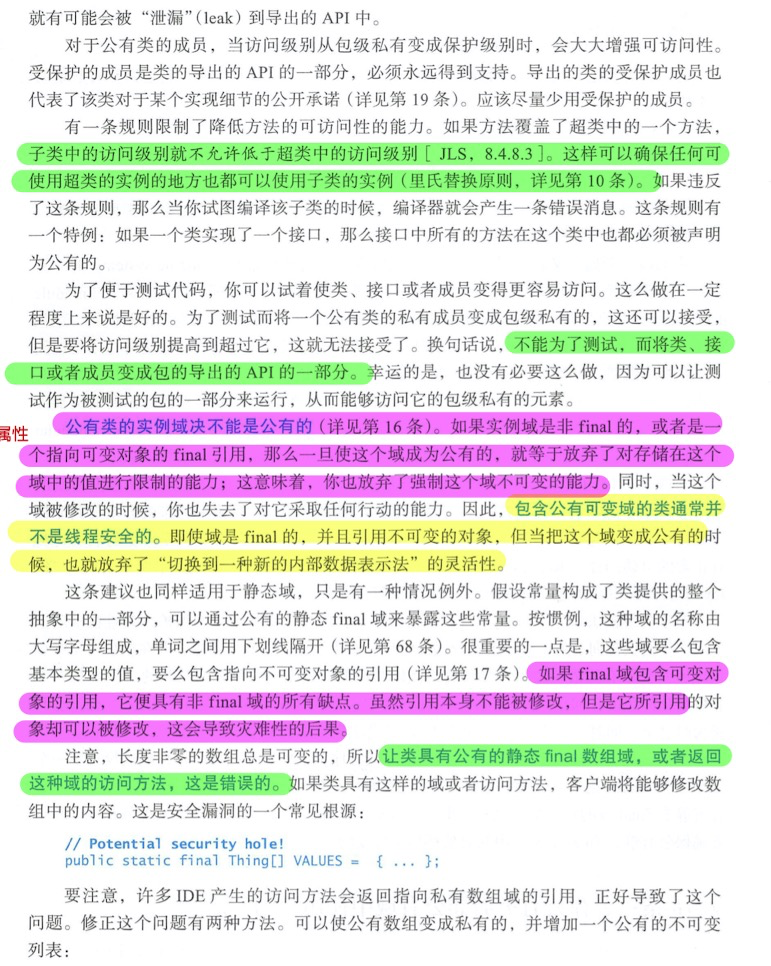 就有可能会被“泄漏”（leak）到导出的 API 中。
对于公有类的成员，当访问级别从包级私有变成保护级别时，会大大增强可访问性。
受保护的成员是类的导出的 API 的一部分，必须永远得到支持。导出的类的受保护成员也
代表了该类对于某个实现细节的公开承诺（详见第 19 条）。应该尽量少用受保护的成员。
有一条规则限制了降低方法的可访问性的能力。如果方法覆盖了超类中的一个方法，
子类中的访问级别就不允许低于超类中的访问级别［JLS，8.4.8.3］。这样可以确保任何可
使用超类的实例的地方也都可以使用子类的实例（里氏替换原则，详见第 10 条）。如果违反
了这条规则，那么当你试图编译该子类的时候，编译器就会产生一条错误消息。这条规则有
一个特例：如果一个类实现了一个接口，那么接口中所有的方法在这个类中也都必须被声明
为公有的。
为了便于测试代码，你可以试着使类、接口或者成员变得更容易访问。这么做在一定
程度上来说是好的。为了测试而将一个公有类的私有成员变成包级私有的，这还可以接受，
但是要将访问级别提高到超过它，这就无法接受了。换句话说，不能为了测试，而将类、接
口或者成员变成包的导出的 API 的一部分。幸运的是，也没有必要这么做，因为可以让测
试作为被测试的包的一部分来运行，从而能够访问它的包级私有的元素。
公有类的实例域决不能是公有的（详见第 16 条）。如果实例域是非 final 的，或者是一
属性
个指向可变对象的 final 引用，那么一旦使这个域成为公有的，就等于放弃了对存储在这个
域中的值进行限制的能力；这意味着，你也放弃了强制这个域不可变的能力。同时，当这个
域被修改的时候，你也失去了对它采取任何行动的能力。因此，包含公有可变域的类通常并
不是线程安全的。即使域是 final 的，并且引用不可变的对象，但当把这个域变成公有的时
候，也就放弃了“切换到一种新的内部数据表示法”的灵活性。
这条建议也同样适用于静态域，只是有一种情况例外。假设常量构成了类提供的整个
抽象中的一部分，可以通过公有的静态 final 域来暴露这些常量。按惯例，这种域的名称由
大写字母组成，单词之间用下划线隔开（详见第 68 条）。很重要的一点是，这些域要么包含
基本类型的值，要么包含指向不可变对象的引用（详见第 17 条）。如果 final 域包含可变对
象的引用，它便具有非 final 域的所有缺点。虽然引用本身不能被修改，但是它所引用的对
象却可以被修改，这会导致灾难性的后果。
注意，长度非零的数组总是可变的，所以让类具有公有的静态 final 数组域，或者返回
这种域的访问方法，这是错误的。如果类具有这样的域或者访问方法，客户端将能够修改数
组中的内容。这是安全漏洞的一个常见根源：
// Potential security hole!
public static final Thing[] VALUES = { ... };
要注意，许多 IDE 产生的访问方法会返回指向私有数组域的引用，正好导致了这个
问题。修正这个问题有两种方法。可以使公有数组变成私有的，并增加一个公有的不可变
列表：